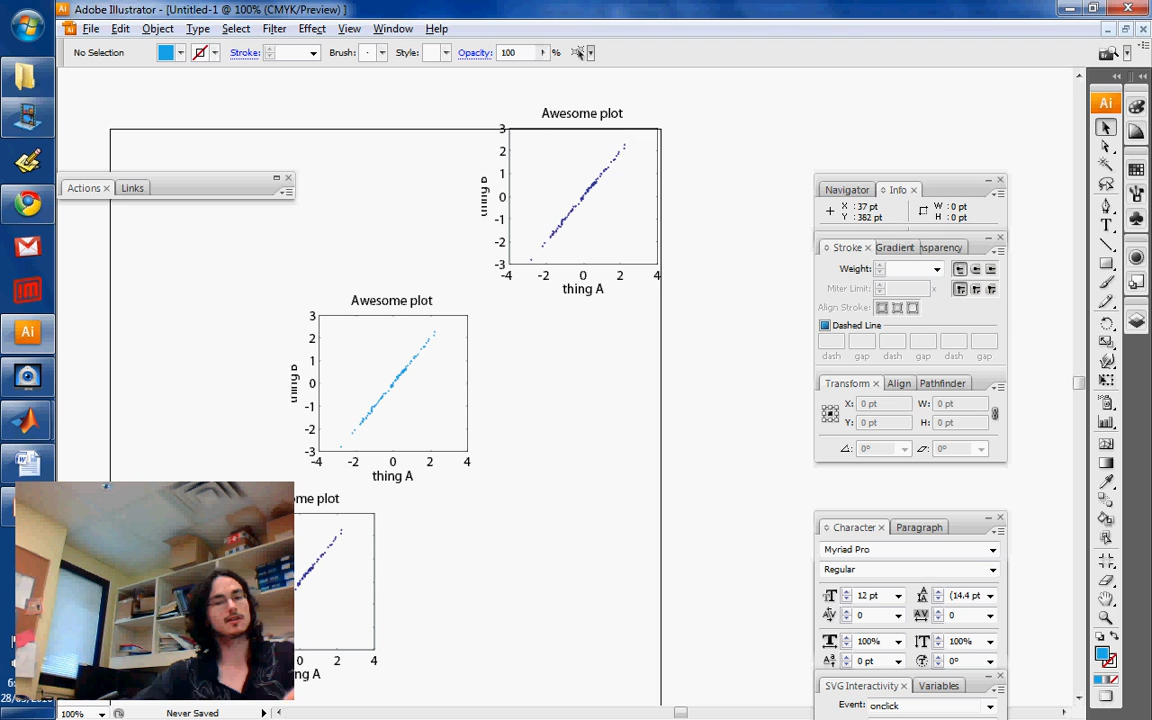 Adobe Illustrator - [Untitled-1 @ 100% (CMYK/Preview) ]
File Edit Object Type Select Filter Effect View Window Help
No Selection Stroke: Brush: Style: Opacity: 100 %
Awesome plot
3
2
1
0
-1
-2
-3
-4 -2 0 2 4
thing A
Actions × Links
Awesome plot
3
2
1
0
-1
-2
-3
-4 -2 0 2 4
thing A
me plot
0 2 4
ng A
Navigator Info ×
X: 37 pt W: 0 pt
Y: 382 pt H: 0 pt
Stroke × Gradient nsparency
Weight:
Miter Limit: x
Align Stroke:
Dashed Line
dash gap dash gap dash gap
Transform × Align Pathfinder
X: 0 pt W: 0 pt
Y: 0 pt H: 0 pt
0° 0°
Character × Paragraph
Myriad Pro
Regular
12 pt (14.4 pt
0 0
100% 100%
0 pt 0°
SVG Interactivity × Variables
Event: onclick
Ai
Ai
100% Never Saved